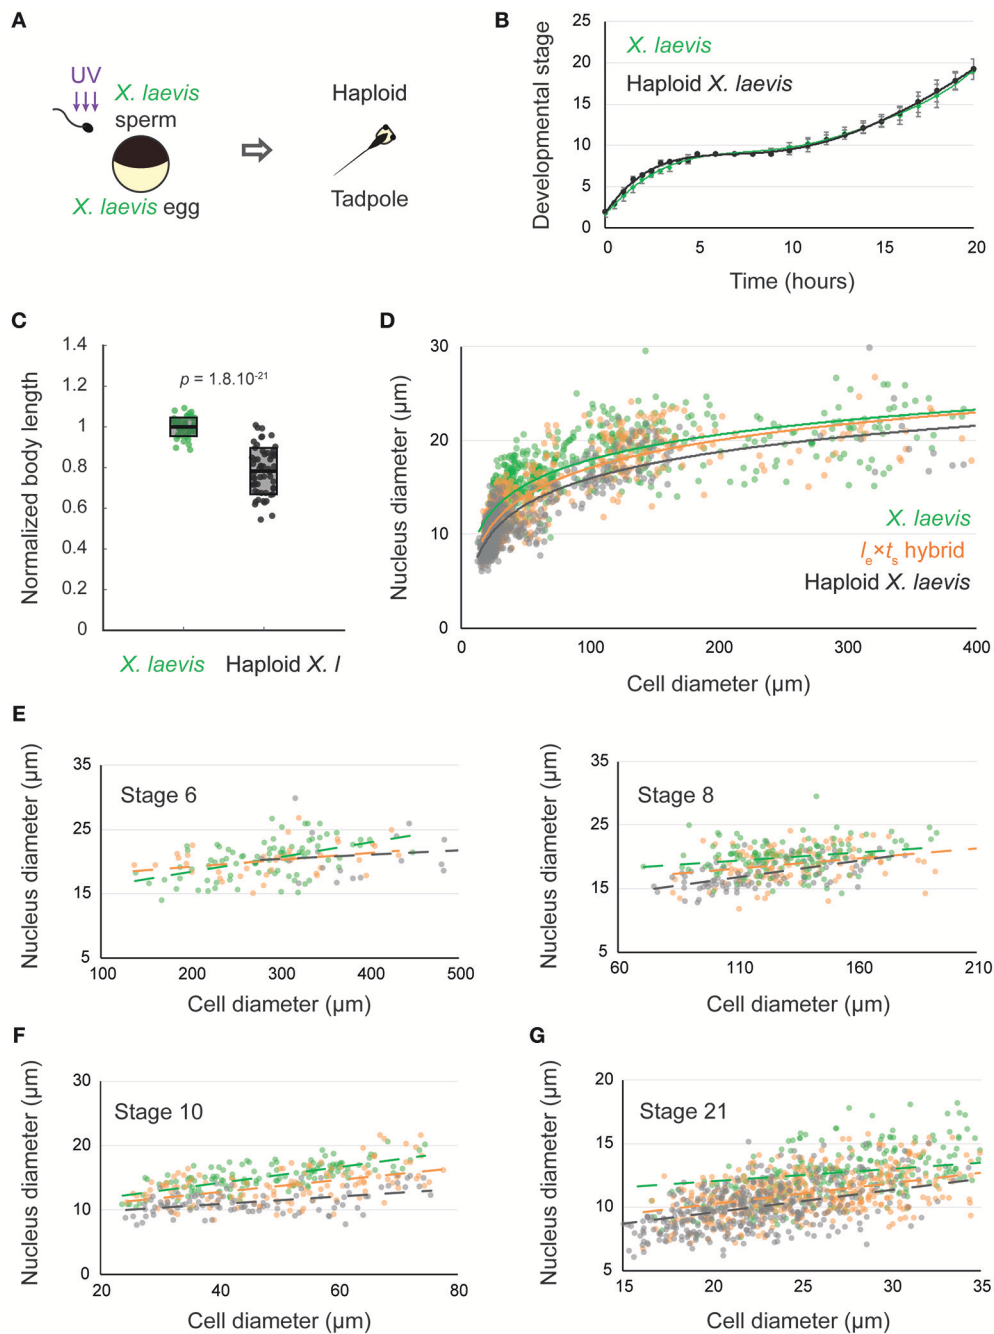 A
UV
X. laevis
sperm
X. laevis egg
Haploid
Tadpole
B
Developmental stage
25
20
15
10
5
0
X. laevis
Haploid X. laevis
0
5
10
15
20
Time (hours)
C
Normalized body length
1.4
1.2
1
0.8
0.6
0.4
0.2
0
p = 1.8.10-21
X. laevis
Haploid X. l
D
Nucleus diameter (µm)
30
20
10
0
X. laevis
le×ts hybrid
Haploid X. laevis
0
100
200
300
400
Cell diameter (µm)
E
Nucleus diameter (µm)
35
25
15
5
Stage 6
100
200
300
400
500
Cell diameter (µm)
Nucleus diameter (µm)
35
25
15
5
Stage 8
60
110
160
210
Cell diameter (µm)
F
Nucleus diameter (µm)
30
20
10
0
Stage 10
20
40
60
80
Cell diameter (µm)
G
Nucleus diameter (µm)
20
15
10
5
Stage 21
15
20
25
30
35
Cell diameter (µm)